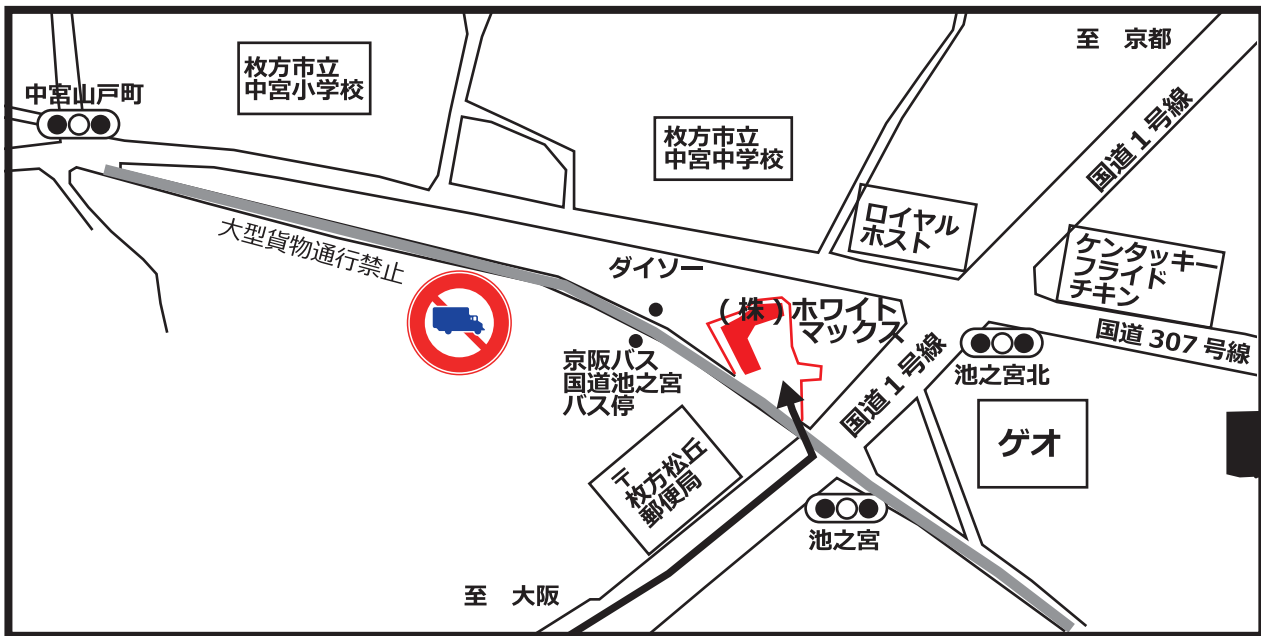 至　京都
枚方市立
中宮小学校
中宮山戸町
国道１号線
枚方市立
中宮中学校
ロイヤル
ホスト
大型貨物通行禁止
ケンタッキー
フライド
チキン
ダイソー
(株)ホワイト
マックス
国道 307 号線
京阪バス
国道池之宮
バス停
国道１号線
池之宮北
ゲオ
〒
枚方松丘
郵便局
池之宮
至　大阪